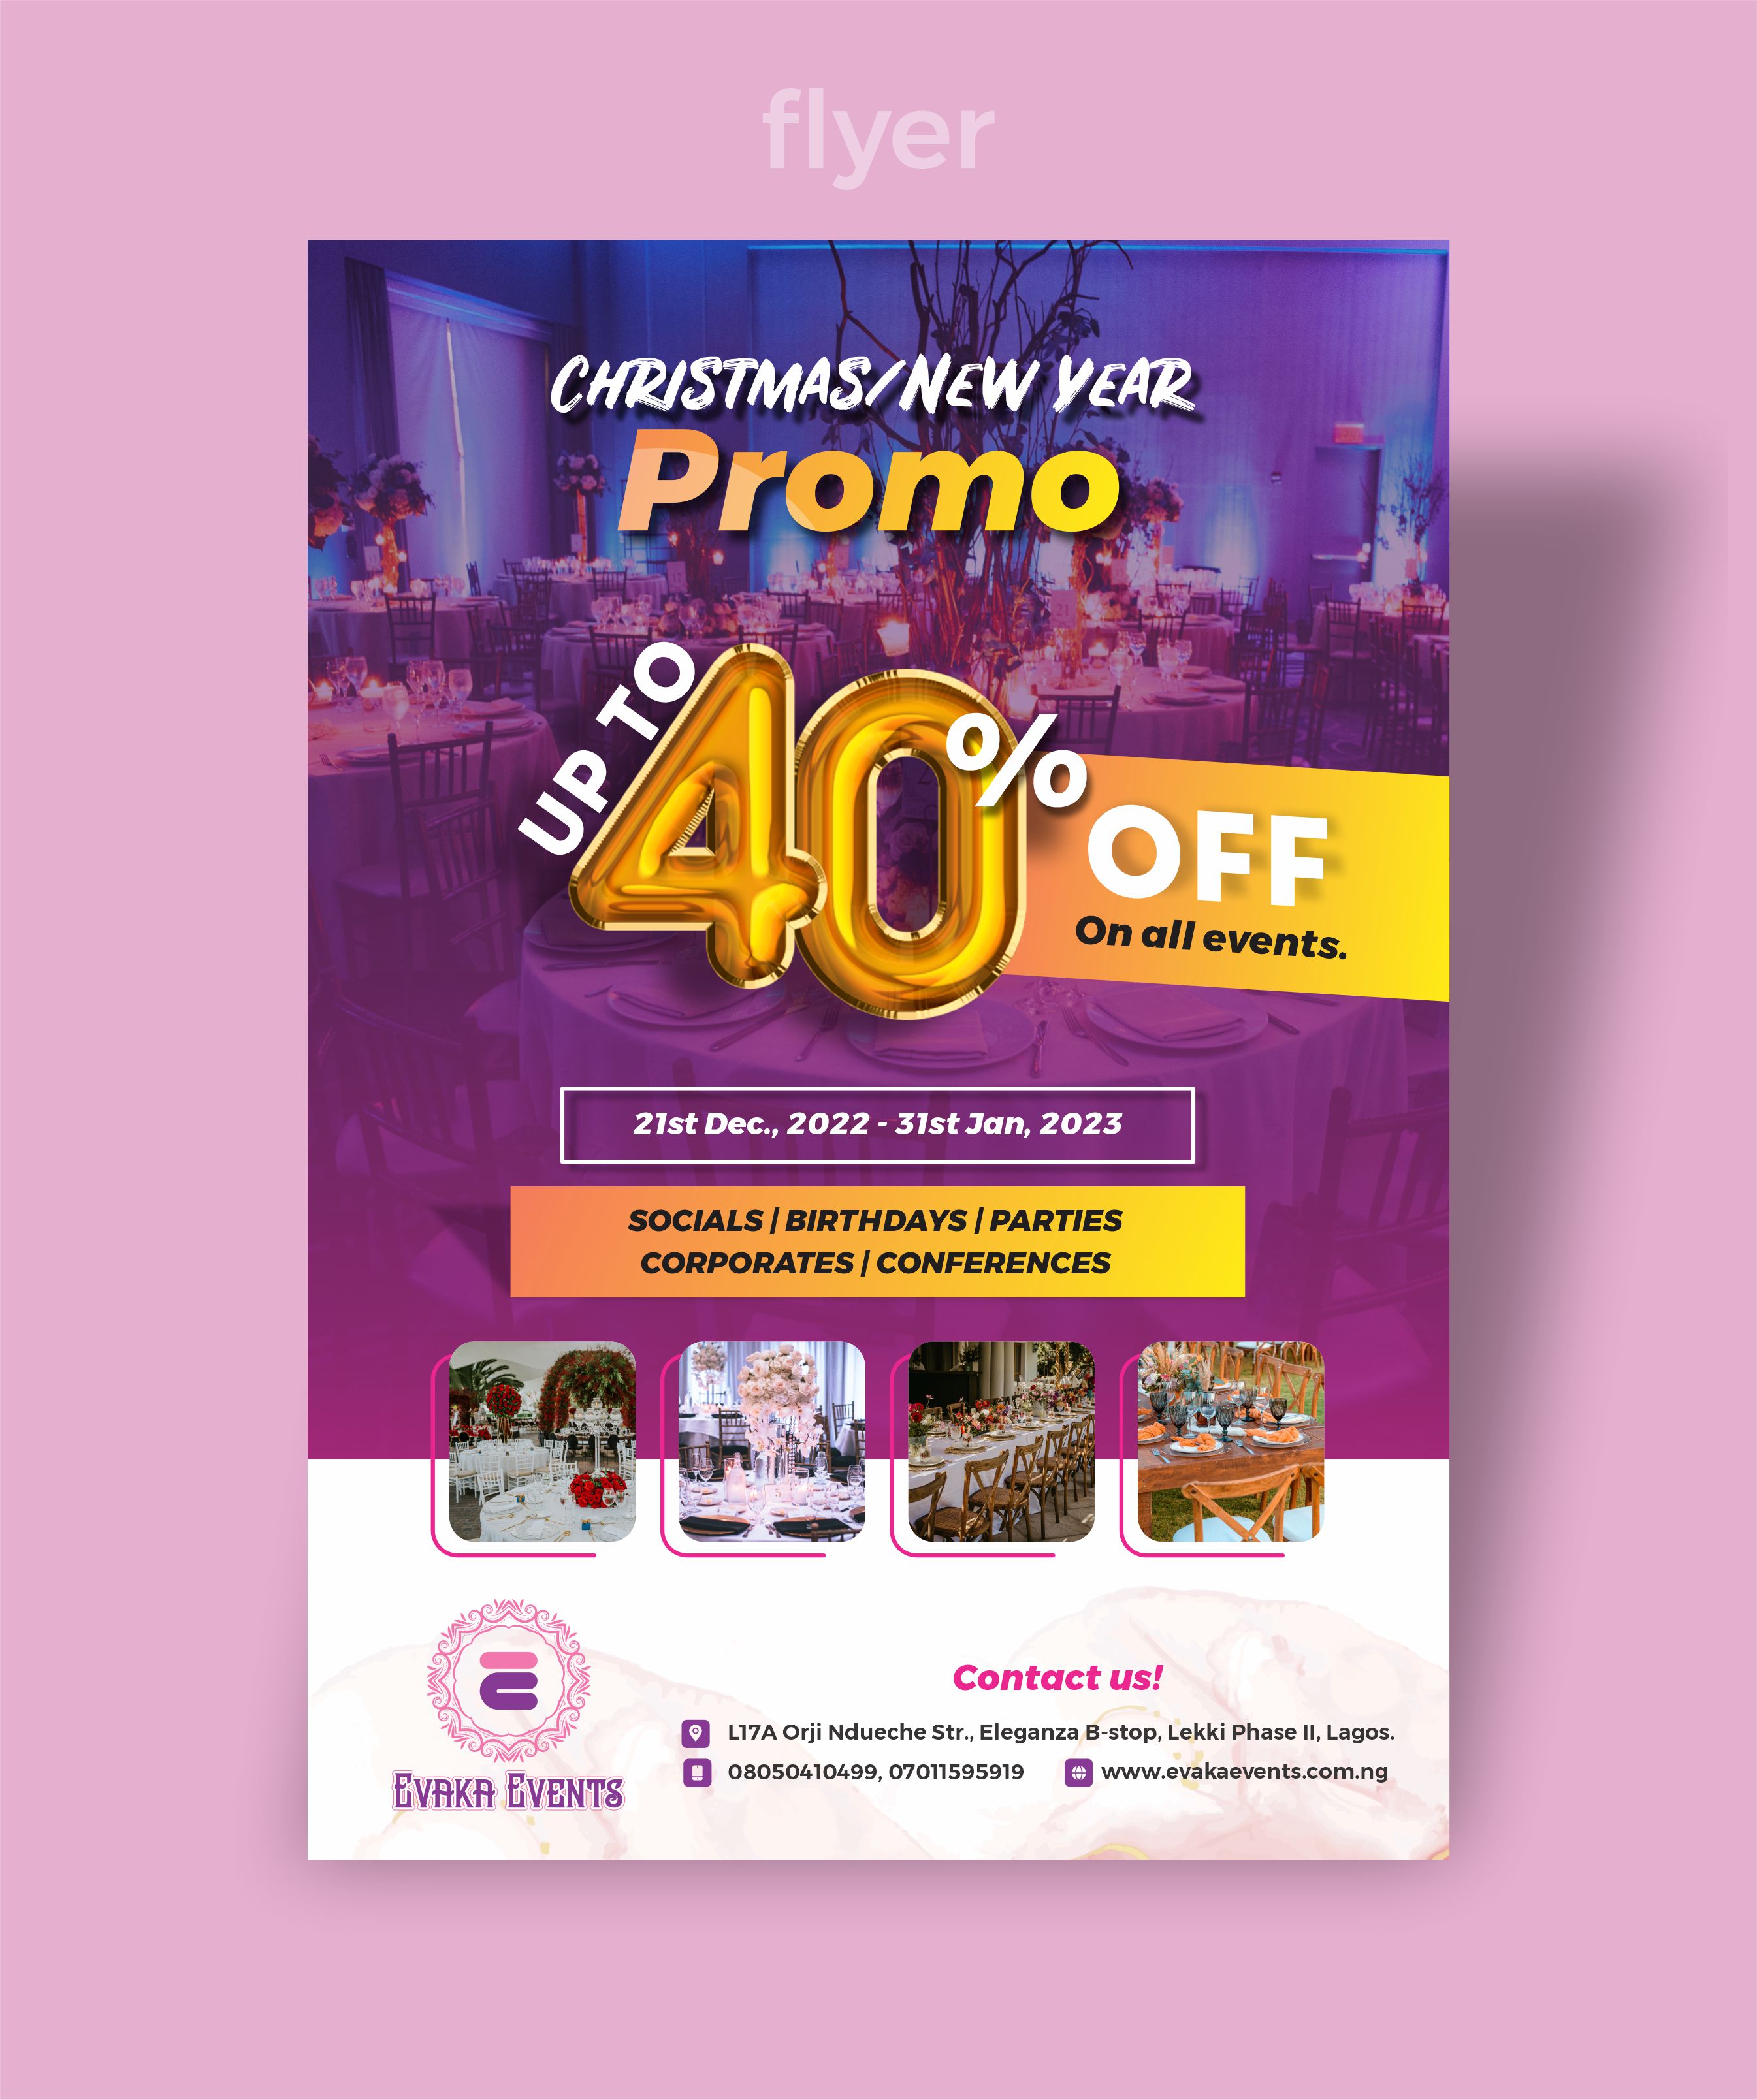 flyer
CHRISTMAS/NEW YEAR
Promo
UP TO
40%
OFF
On all events.
21st Dec., 2022 - 31st Jan, 2023
SOCIALS | BIRTHDAYS | PARTIES
CORPORATES | CONFERENCES
EVAKA EVENTS
Contact us!
L17A Orji Ndueche Str., Eleganza B-stop, Lekki Phase II, Lagos.
08050410499, 07011595919
www.evakaevents.com.ng